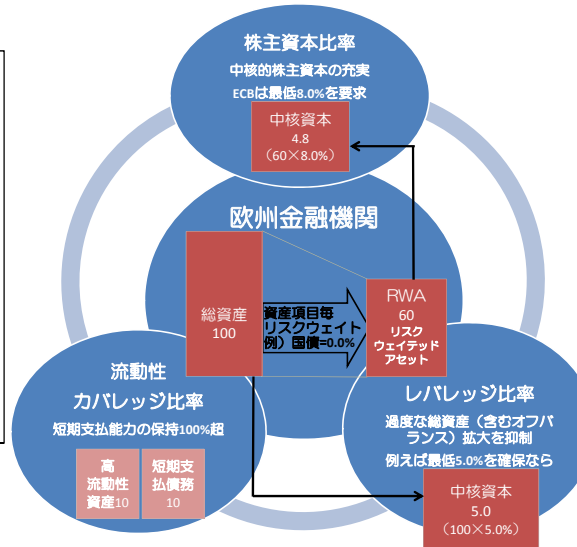 株主資本比率
中核的株主資本の充実
ECBは最低8.0%を要求
中核資本
4.8
（60×8.0%）
欧州金融機関
総資産
100
資産項目毎
リスクウェイト
例）国債=0.0%
RWA
60
リスク
ウェイテッド
アセット
流動性
カバレッジ比率
短期支払能力の保持100%超
高
流動性
資産10
短期支
払債務
10
レバレッジ比率
過度な総資産（含むオフバ
ランス）拡大を抑制
例えば最低5.0%を確保なら
中核資本
5.0
（100×5.0%）